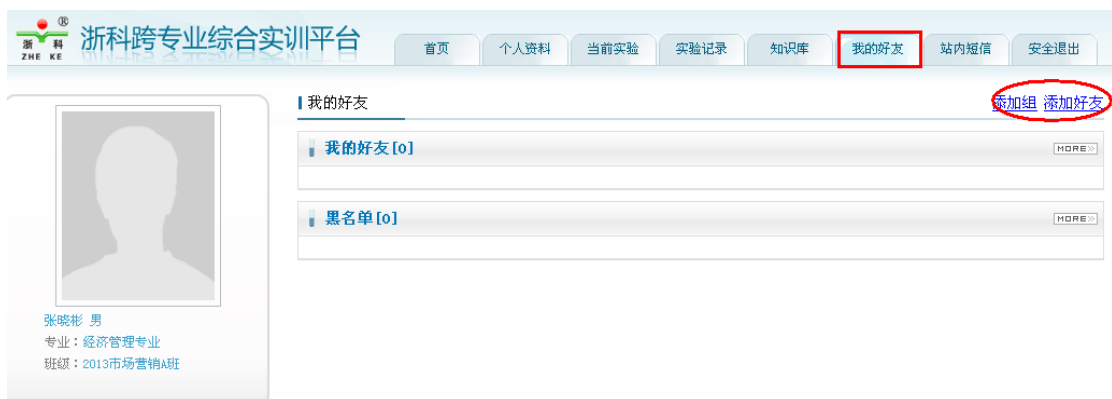 浙科 ®
ZHE KE
浙科跨专业综合实训平台
首页 个人资料 当前实验 实验记录 知识库 我的好友 站内短信 安全退出
我的好友 添加组 添加好友
我的好友[0] MORE>>
黑名单[0] MORE>>
张晓彬 男
专业：经济管理专业
班级：2013市场营销A班